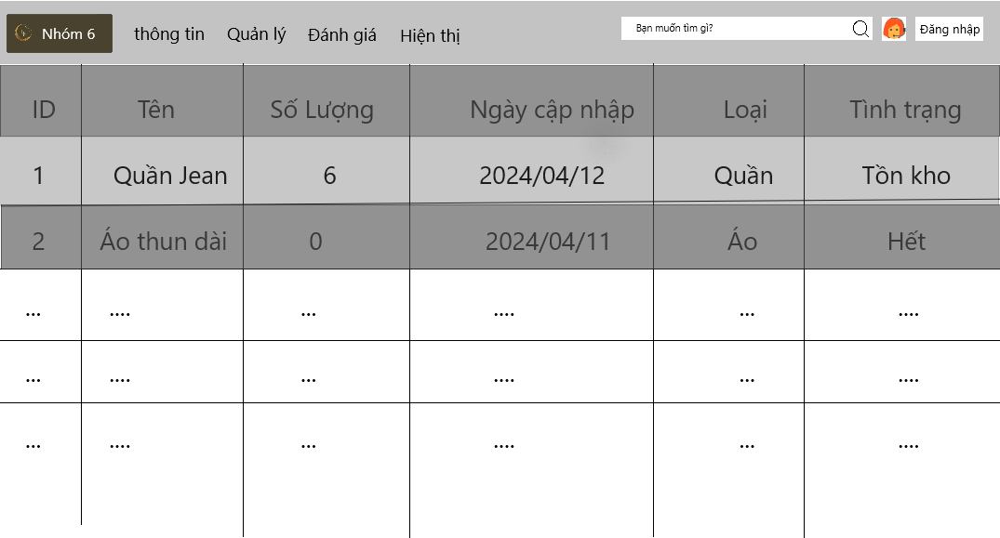 Nhóm 6 thông tin Quản lý Đánh giá Hiện thị Bạn muốn tìm gì? Đăng nhập
ID Tên Số Lượng Ngày cập nhập Loại Tình trạng
1 Quần Jean 6 2024/04/12 Quần Tồn kho
2 Áo thun dài 0 2024/04/11 Áo Hết
... .... ... .... ... ....
... .... ... .... ... ....
... .... ... .... ... ....